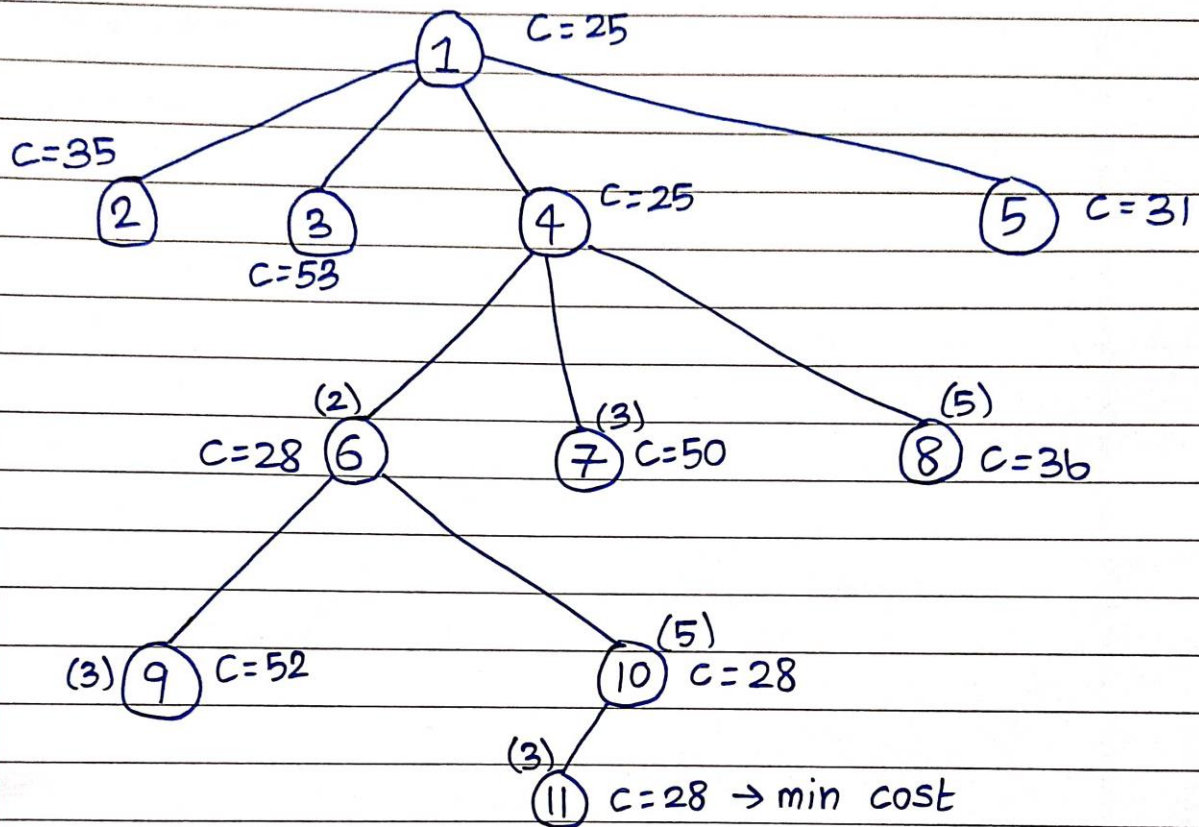 1 C=25
C=35
2 3 4 C=25 5 C=31
C=53
(2) (3) (5)
C=28 6 7 C=50 8 C=36
(5)
(3) 9 C=52 10 C=28
(3)
11 C=28 → min cost